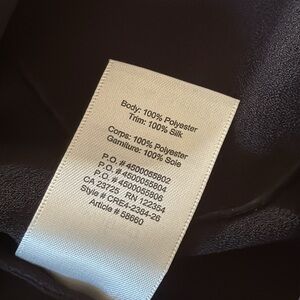 Body: 100% Polyester
Trim: 100% Silk
Corps: 100% Polyester
Garniture: 100% Soie
P.O. # 4500055802
P.O. # 4500055804
P.O. # 4500055806
CA 23725 RN 122354
Style # CRE4-2384-26
Article # 58660